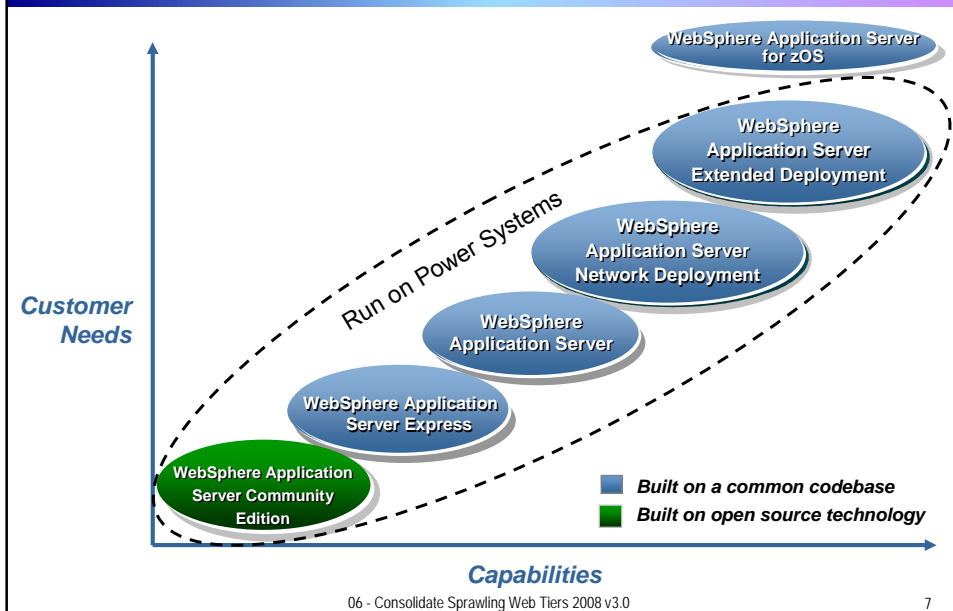 WebSphere Application Server
for zOS
WebSphere
Application Server
Extended Deployment
WebSphere
Application Server
Network Deployment
Run on Power Systems
Customer
Needs
WebSphere
Application Server
WebSphere Application
Server Express
WebSphere Application
Server Community
Edition
Built on a common codebase
Built on open source technology
Capabilities
06 - Consolidate Sprawling Web Tiers 2008 v3.0
7